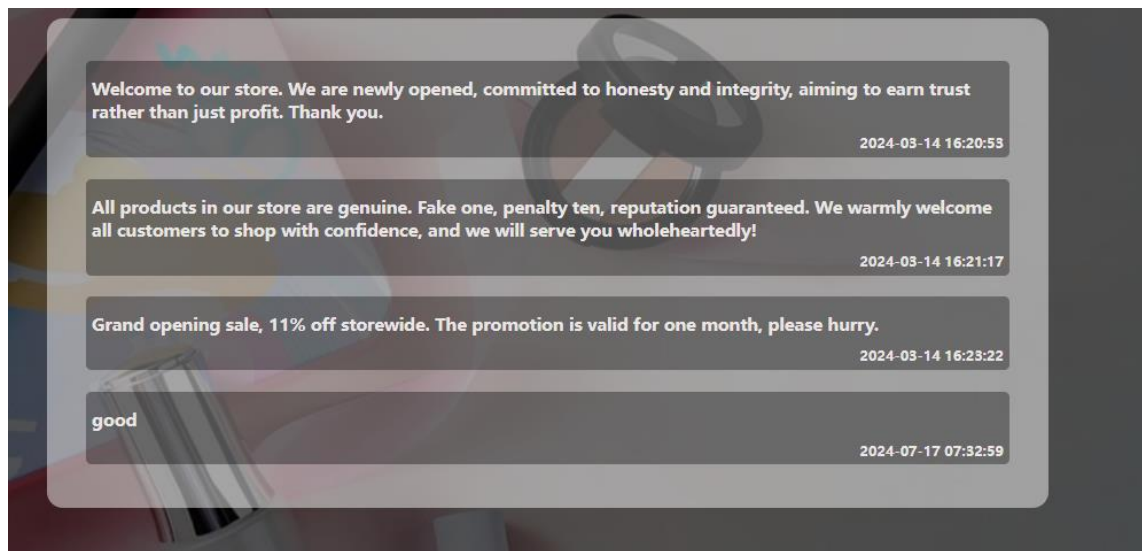 Welcome to our store. We are newly opened, committed to honesty and integrity, aiming to earn trust
rather than just profit. Thank you.
2024-03-14 16:20:53
All products in our store are genuine. Fake one, penalty ten, reputation guaranteed. We warmly welcome
all customers to shop with confidence, and we will serve you wholeheartedly!
2024-03-14 16:21:17
Grand opening sale, 11% off storewide. The promotion is valid for one month, please hurry.
2024-03-14 16:23:22
good
2024-07-17 07:32:59